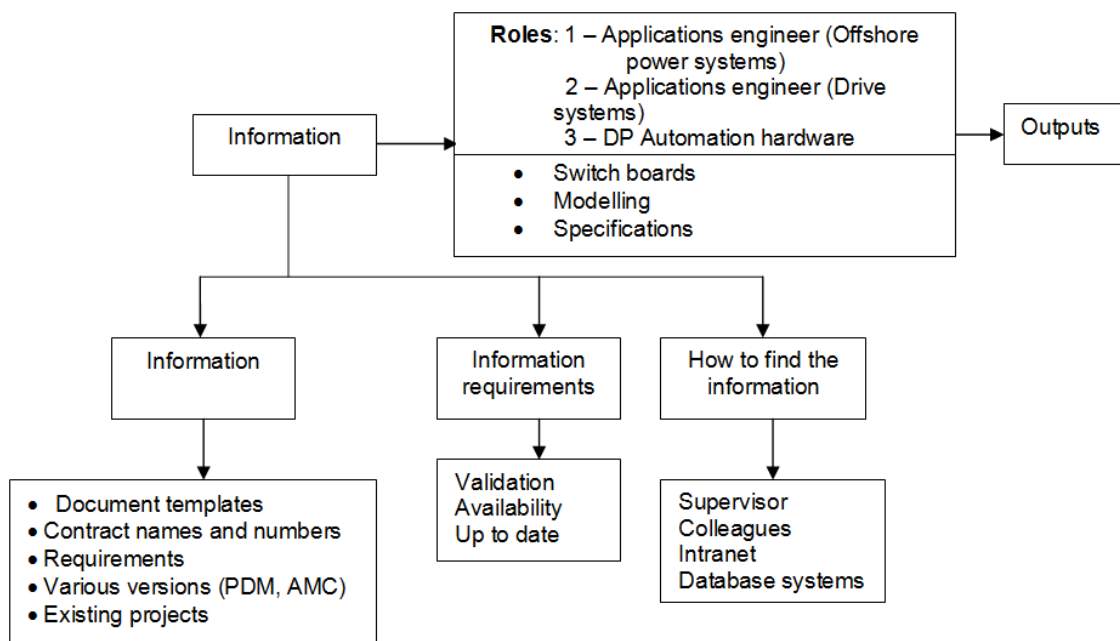 Roles: 1 – Applications engineer (Offshore
power systems)
2 – Applications engineer (Drive
systems)
3 – DP Automation hardware
Information
Outputs
• Switch boards
• Modelling
• Specifications
Information
Information
requirements
How to find the
information
• Document templates
• Contract names and numbers
• Requirements
• Various versions (PDM, AMC)
• Existing projects
Validation
Availability
Up to date
Supervisor
Colleagues
Intranet
Database systems